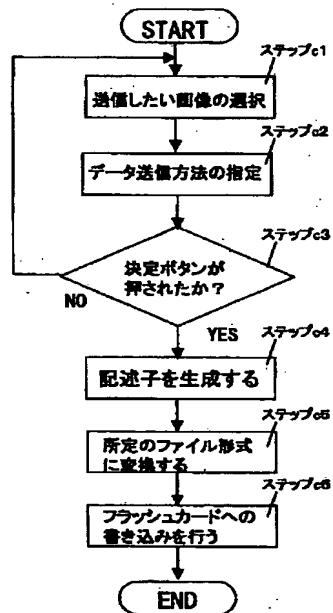 START
ステップc1
送信したい画像の選択
ステップc2
データ送信方法の指定
ステップc3
決定ボタンが
押されたか？
NO
YES
ステップc4
記述子を生成する
ステップc5
所定のファイル形式
に変換する
ステップc6
フラッシュカードへの
書き込みを行う
END